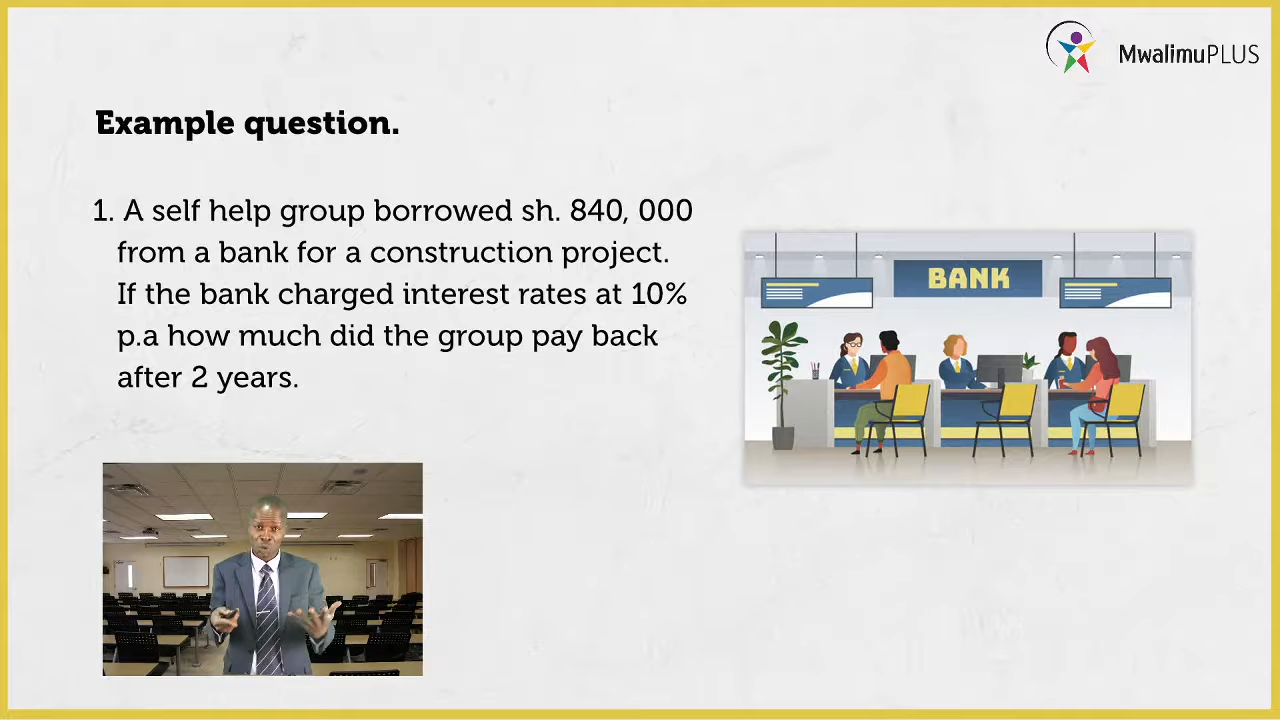 MwalimuPLUS
Example question.
1. A self help group borrowed sh. 840, 000
from a bank for a construction project.
If the bank charged interest rates at 10%
p.a how much did the group pay back
after 2 years.
BANK